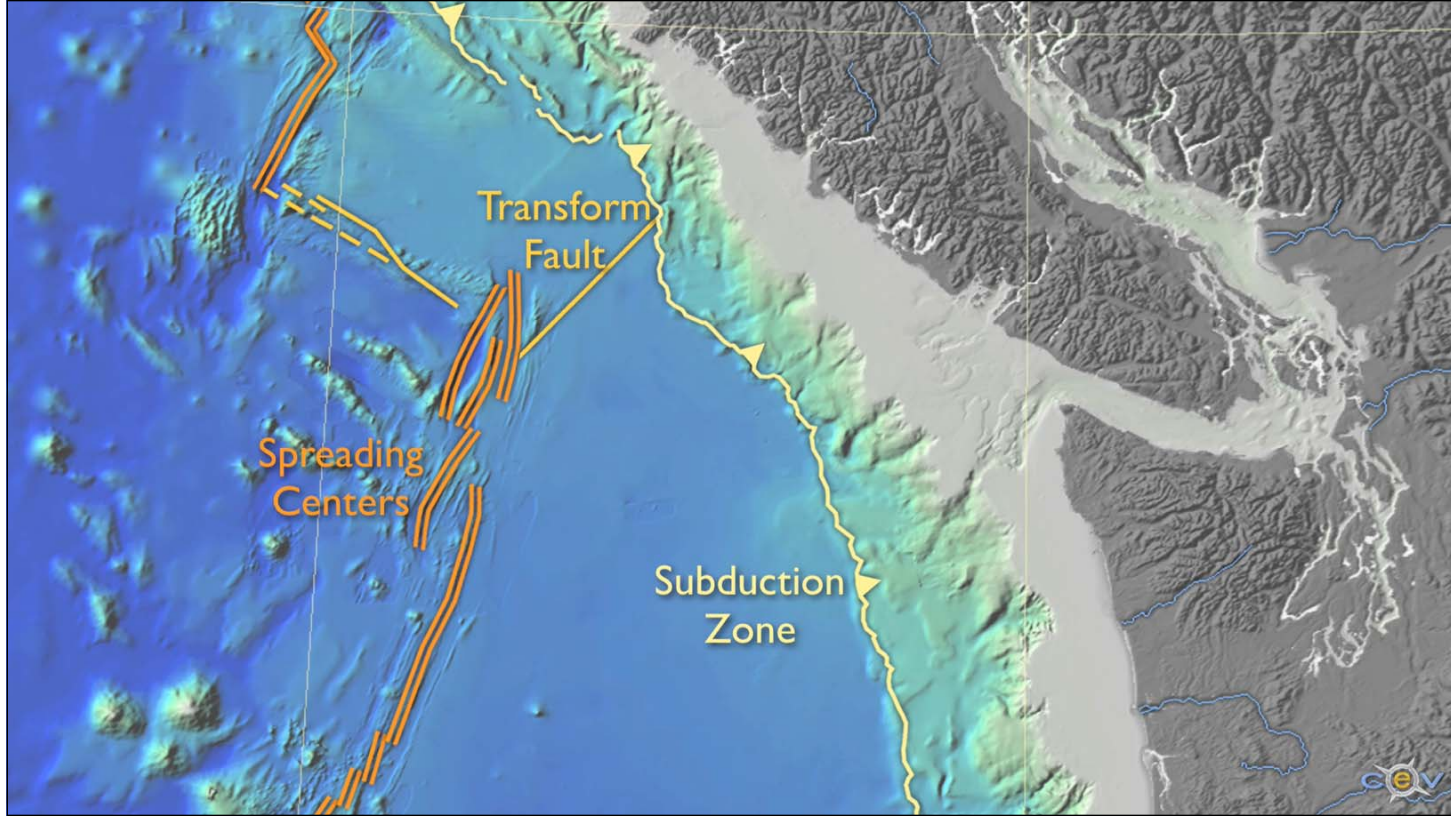 Transform
Fault
Spreading
Centers
Subduction
Zone
cev